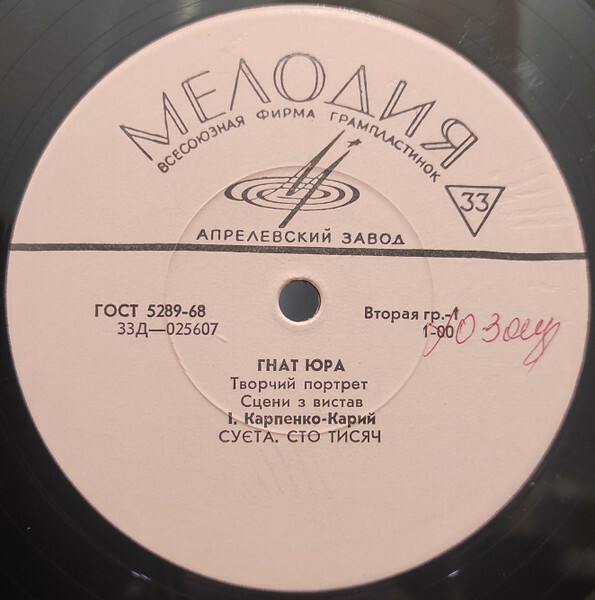 МЕЛОДИЯ
ВСЕСОЮЗНАЯ ФИРМА ГРАМПЛАСТИНОК
33
АПРЕЛЕВСКИЙ ЗАВОД
ГОСТ 5289-68
33Д—025607
Вторая гр.-1
1-00
ГНАТ ЮРА
Творчий портрет
Сцени з вистав
І. Карпенко-Карий
СУЄТА. СТО ТИСЯЧ